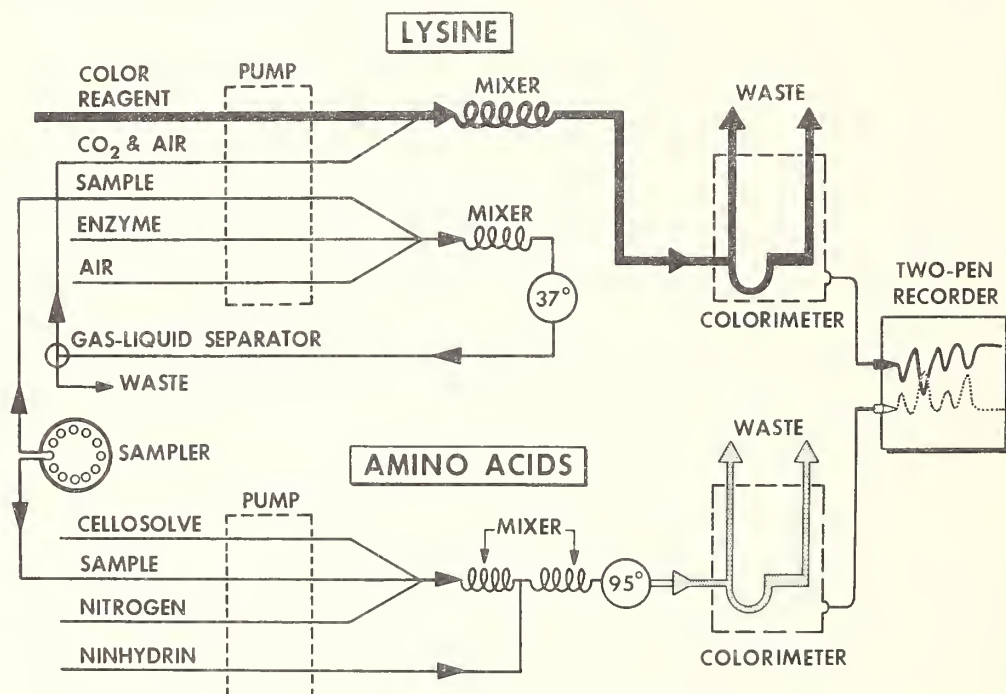 LYSINE
COLOR
REAGENT
PUMP
MIXER
WASTE
CO₂ & AIR
SAMPLE
ENZYME
MIXER
AIR
37°
TWO-PEN
RECORDER
COLORIMETER
GAS-LIQUID SEPARATOR
WASTE
SAMPLER
AMINO ACIDS
WASTE
PUMP
CELLOSOLVE
MIXER
SAMPLE
95°
NITROGEN
NINHYDRIN
COLORIMETER